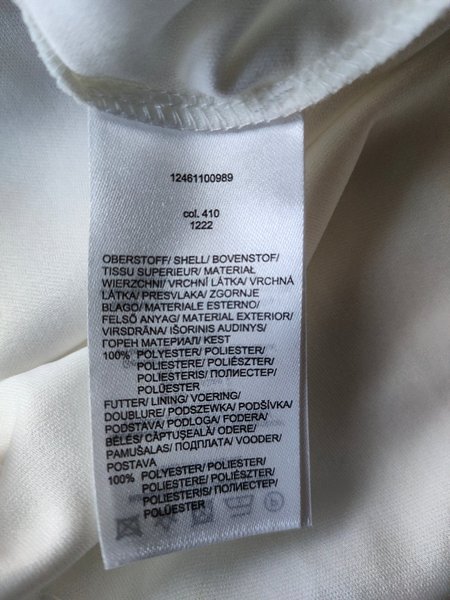 12461100989
col. 410
1222
OBERSTOFF/ SHELL/ BOVENSTOF/
TISSU SUPERIEUR/ MATERIAŁ
WIERZCHNI/ VRCHNÍ LÁTKA/ VRCHNÁ
LÁTKA/ PRESVLAKA/ ZGORNJE
BLAGO/ MATERIALE ESTERNO/
FELSŐ ANYAG/ MATERIAL EXTERIOR/
VIRSDRĀNA/ IŠORINIS AUDINYS/
ГОРЕН МАТЕРИАЛ/ KEST
100% POLYESTER/ POLIESTER/
POLIESTERE/ POLIÉSZTER/
POLIESTERIS/ ПОЛИЕСТЕР/
POLÜESTER
FUTTER/ LINING/ VOERING/
DOUBLURE/ PODSZEWKA/ PODŠÍVKA/
PODSTAVA/ PODLOGA/ FODERA/
BÉLÉS/ CĂPTUŞEALĂ/ ODERE/
PAMUŠALAS/ ПОДПЛАТА/ VOODER/
POSTAVA
100% POLYESTER/ POLIESTER/
POLIESTERE/ POLIÉSZTER/
POLIESTERIS/ ПОЛИЕСТЕР/
POLÜESTER